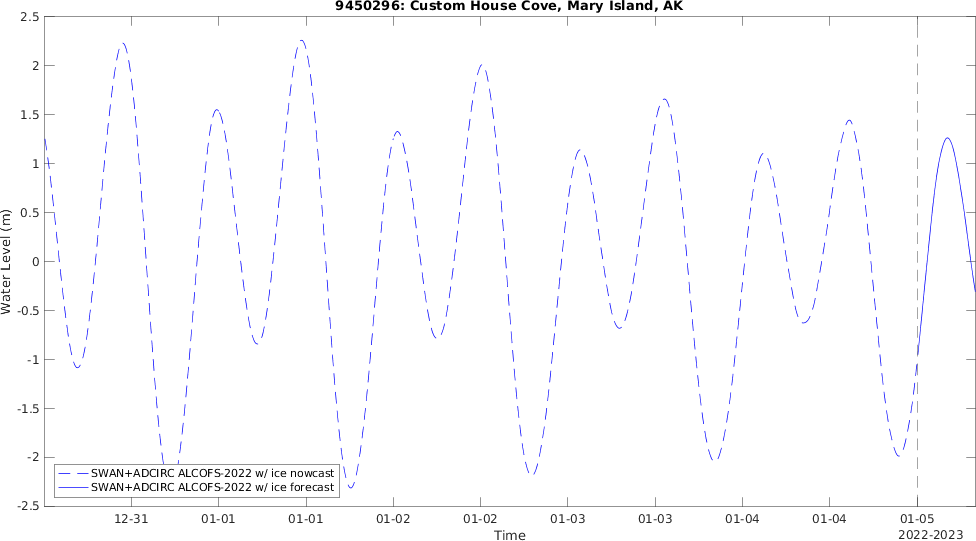 9450296: Custom House Cove, Mary Island, AK
2.5
2
1.5
1
0.5
0
-0.5
-1
-1.5
-2
-2.5
Water Level (m)
SWAN+ADCIRC ALCOFS-2022 w/ ice nowcast
SWAN+ADCIRC ALCOFS-2022 w/ ice forecast
12-31 01-01 01-01 01-02 01-02 01-03 01-03 01-04 01-04 01-05
Time 2022-2023